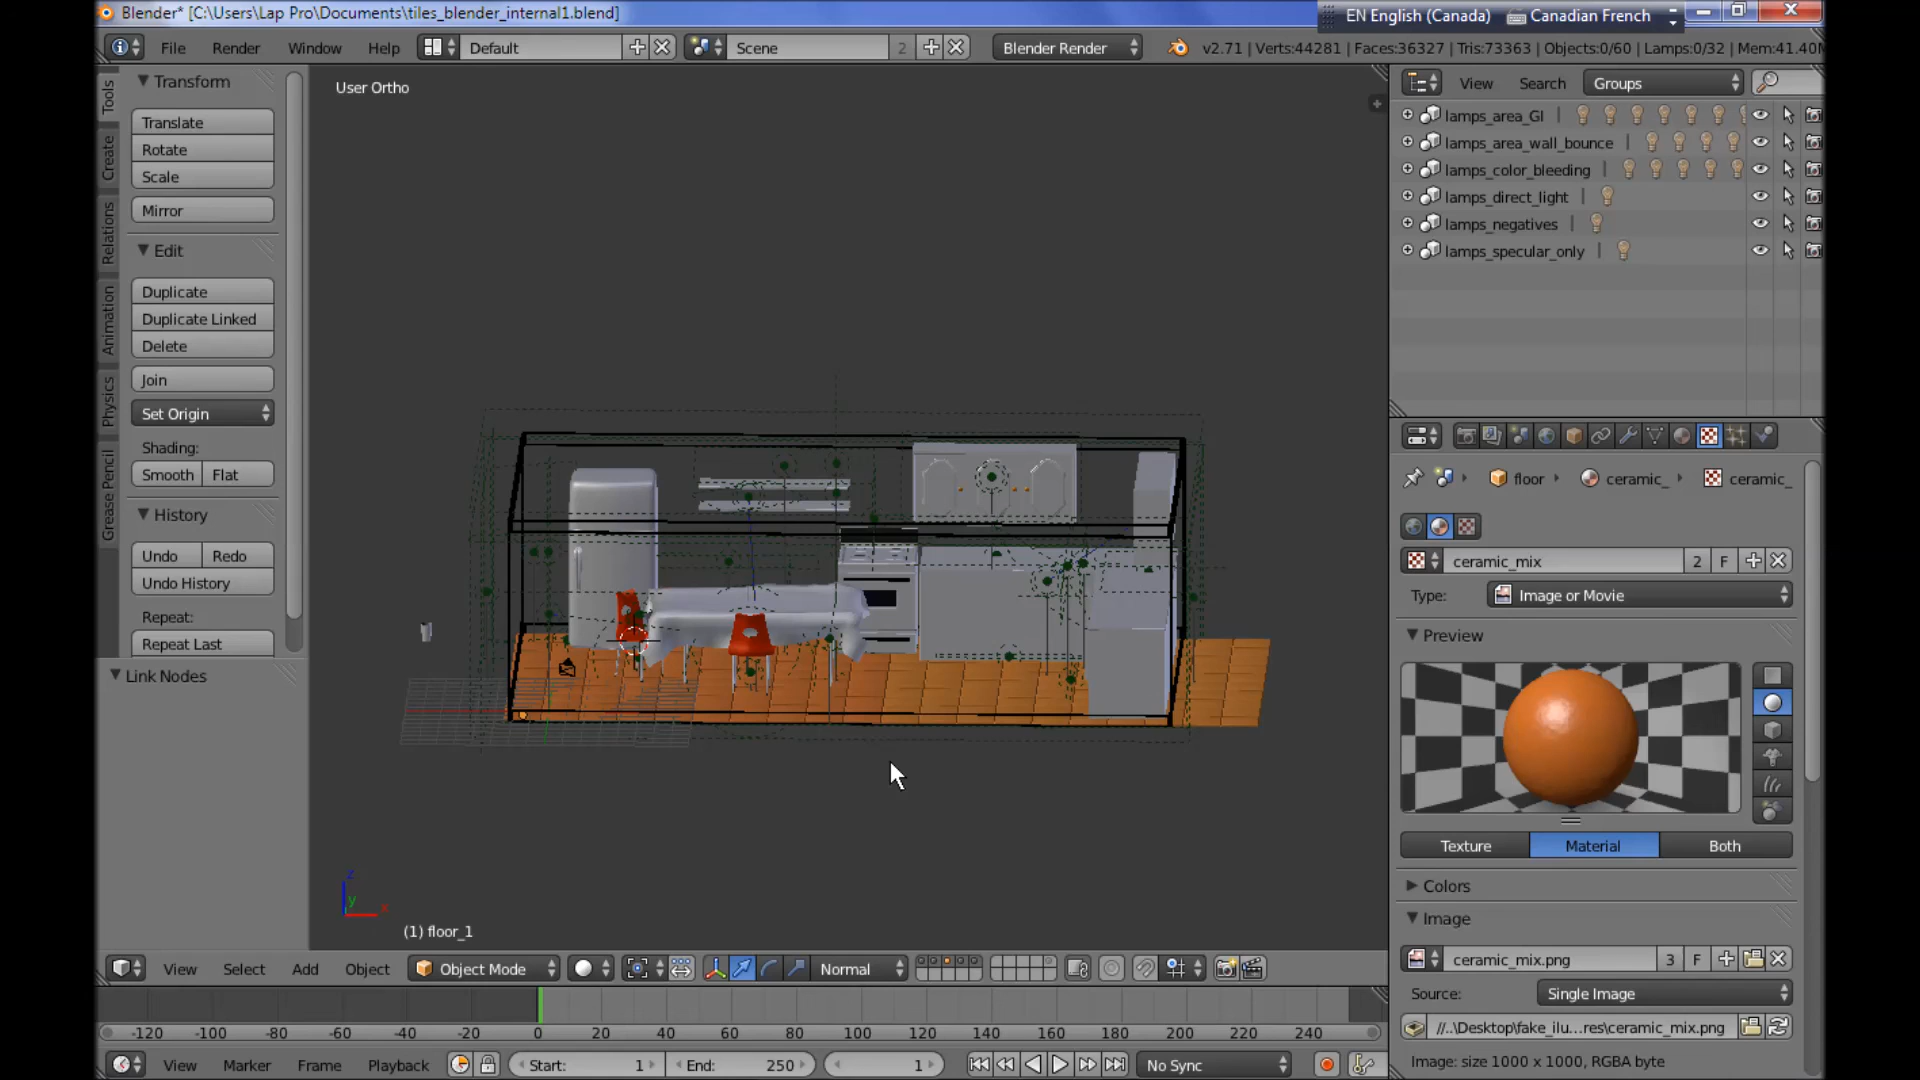 Blender* [C:\Users\Lap Pro\Documents\tiles_blender_internal1.blend]
EN English (Canada) Canadian French
File Render Window Help Default Scene 2 Blender Render v2.71 | Verts:44281 | Faces:36327 | Tris:73363 | Objects:0/60 | Lamps:0/32 | Mem:41.40M
Tools
Create
Relations
Animation
Physics
Grease Pencil
Transform
Translate
Rotate
Scale
Mirror
Edit
Duplicate
Duplicate Linked
Delete
Join
Set Origin
Shading:
Smooth Flat
History
Undo Redo
Undo History
Repeat:
Repeat Last
Link Nodes
User Ortho
z
y
x
(1) floor_1
View Search Groups
lamps_area_GI
lamps_area_wall_bounce
lamps_color_bleeding
lamps_direct_light
lamps_negatives
lamps_specular_only
floor ceramic_ ceramic_
ceramic_mix 2 F
Type: Image or Movie
Preview
Texture Material Both
Colors
Image
ceramic_mix.png 3 F
Source: Single Image
//..\Desktop\fake_ilu...res\ceramic_mix.png
Image: size 1000 x 1000, RGBA byte
View Select Add Object Object Mode Normal
-120 -100 -80 -60 -40 -20 0 20 40 60 80 100 120 140 160 180 200 220 240
View Marker Frame Playback Start: 1 End: 250 1 No Sync